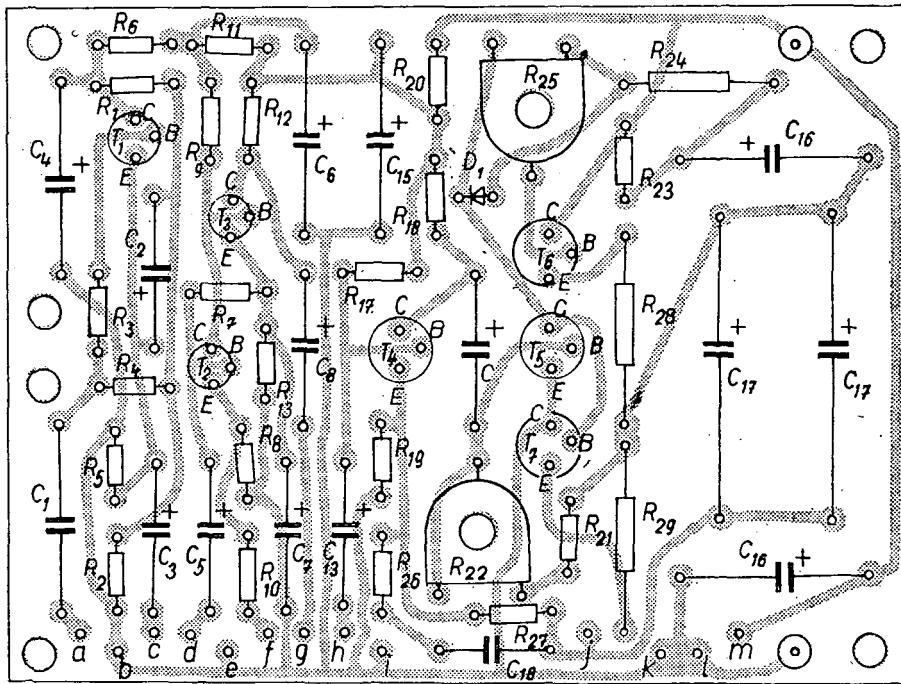 R6
R11
R1
C
B
T1
E
C4
+
R9
R12
C6
+
C15
+
R20
R25
R24
R23
C16
+
D1
C2
+
C
T3
B
E
R18
R3
R7
R17
C
T6
B
E
R28
R4
C
T2
B
E
R13
C8
+
C
T4
B
E
C
+
C
T5
B
E
C17
+
C17
+
C
T7
B
E
R5
R8
R19
C1
+
R2
C3
+
C5
+
R10
C7
+
C13
+
R26
R22
R21
R29
R27
C18
C16
+
a
b
c
d
e
f
g
h
i
j
k
l
m